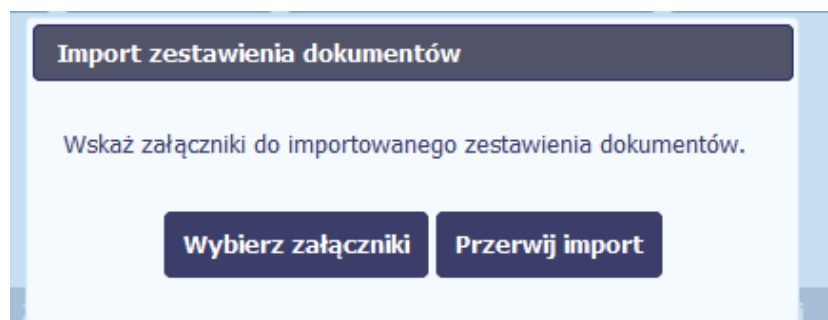 Import zestawienia dokumentów
Wskaż załączniki do importowanego zestawienia dokumentów.
Wybierz załączniki Przerwij import